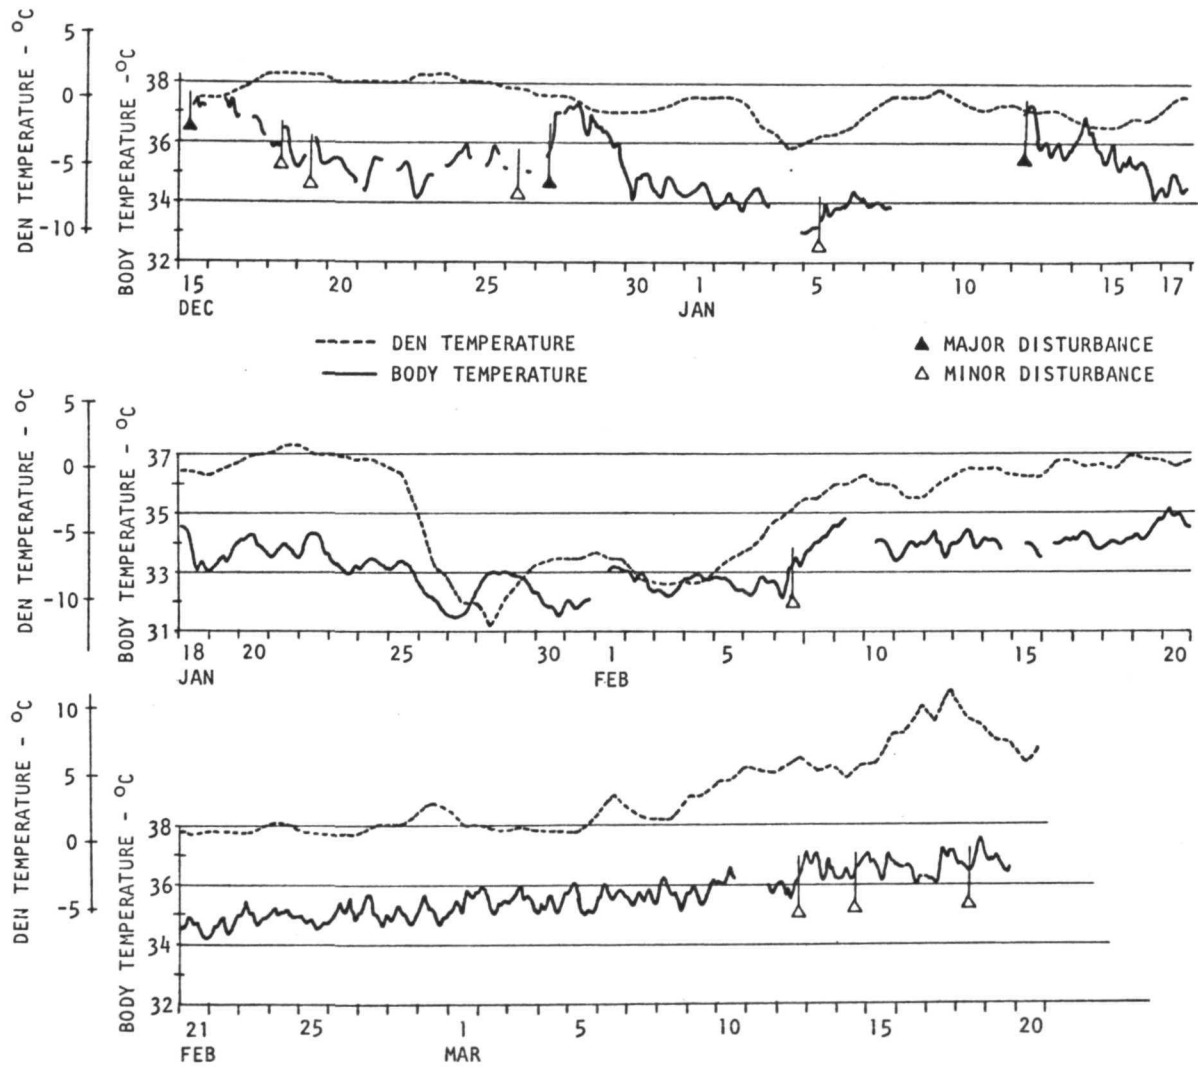 DEN TEMPERATURE - °C
5
0
-5
-10
BODY TEMPERATURE - °C
38
36
34
32
15 20 25 30 1 5 10 15 17
DEC JAN
DEN TEMPERATURE
BODY TEMPERATURE
MAJOR DISTURBANCE
MINOR DISTURBANCE
DEN TEMPERATURE - °C
5
0
-5
-10
BODY TEMPERATURE - °C
37
35
33
31
18 20 25 30 1 5 10 15 20
JAN FEB
DEN TEMPERATURE - °C
10
5
0
-5
BODY TEMPERATURE - °C
38
36
34
32
21 25 1 5 10 15 20
FEB MAR